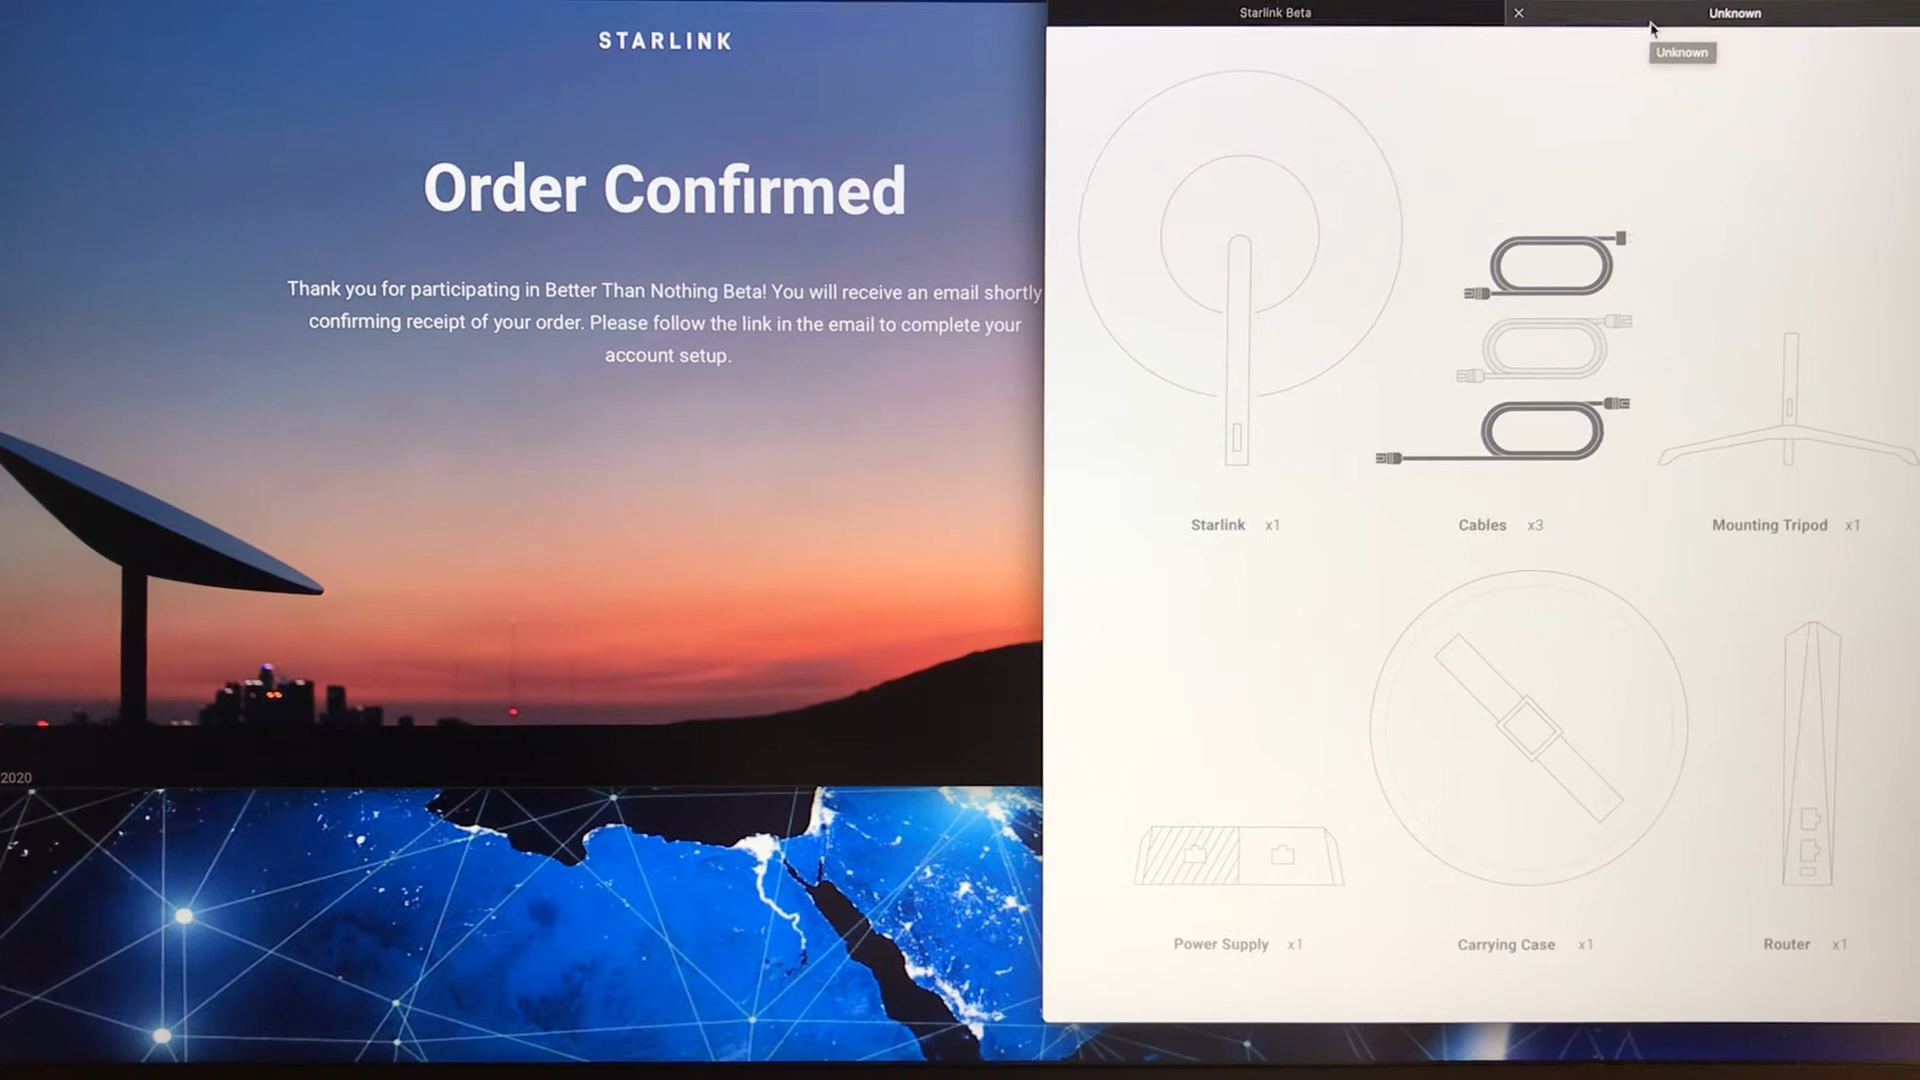 STARLINK
Order Confirmed
Thank you for participating in Better Than Nothing Beta! You will receive an email shortly
confirming receipt of your order. Please follow the link in the email to complete your
account setup.
2020
Starlink Beta
Unknown
Unknown
Starlink x1
Cables x3
Mounting Tripod x1
Power Supply x1
Carrying Case x1
Router x1